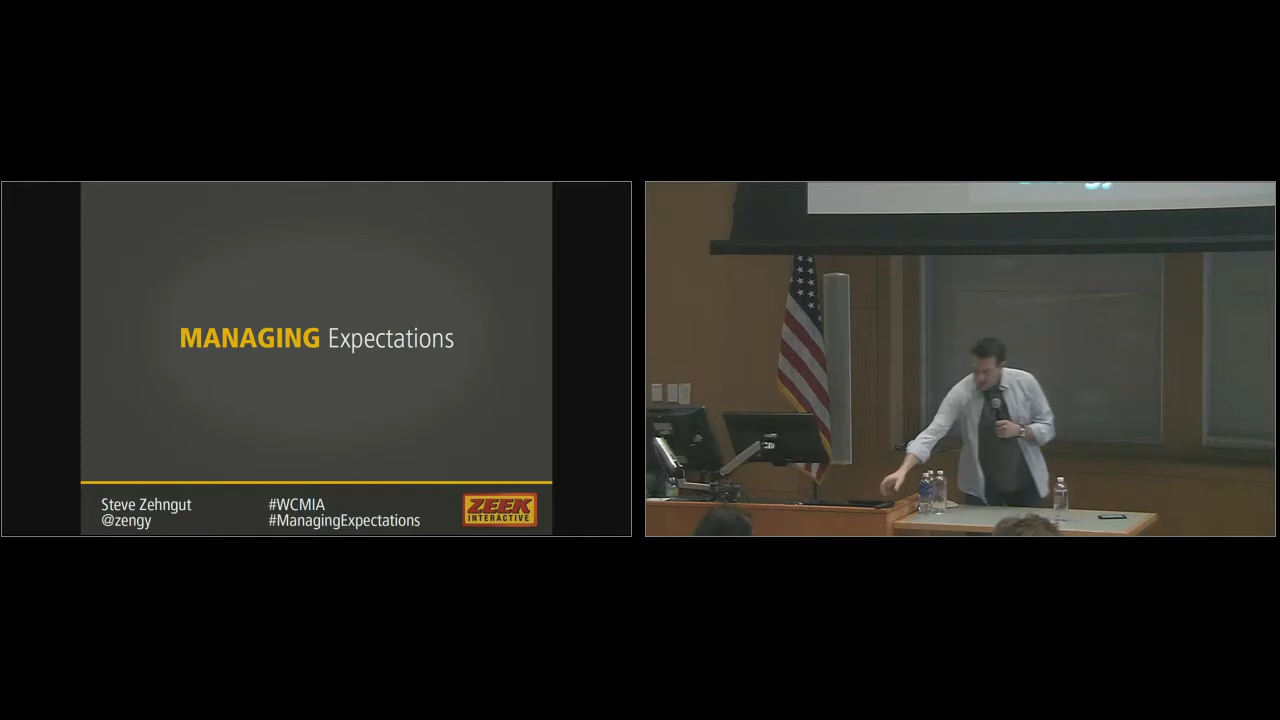 MANAGING Expectations
Steve Zehngut
@zengy
#WCMIA
#ManagingExpectations
ZEEK
INTERACTIVE